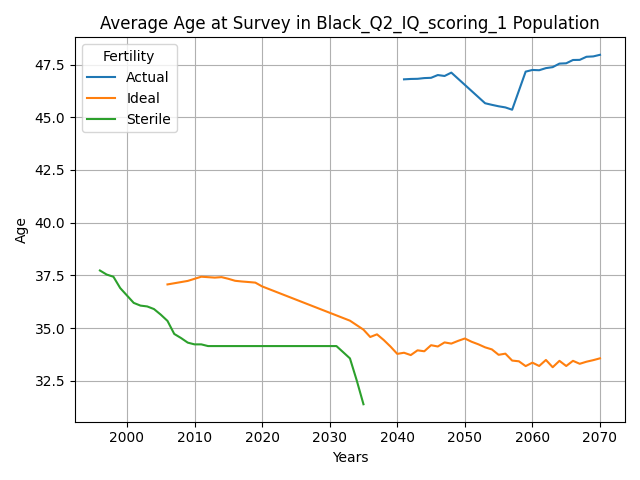 Average Age at Survey in Black_Q2_IQ_scoring_1 Population
Fertility
Actual
Ideal
Sterile
Age
47.5
45.0
42.5
40.0
37.5
35.0
32.5
2000 2010 2020 2030 2040 2050 2060 2070
Years